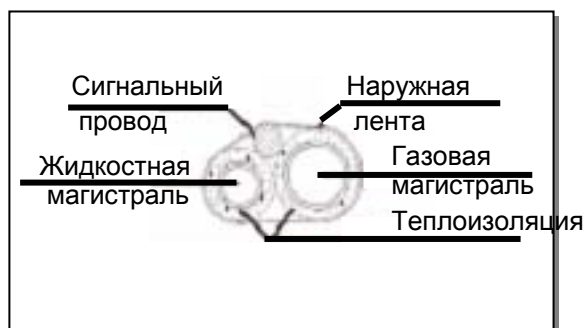 Сигнальный
провод
Наружная
лента
Жидкостная
магистраль
Газовая
магистраль
Теплоизоляция